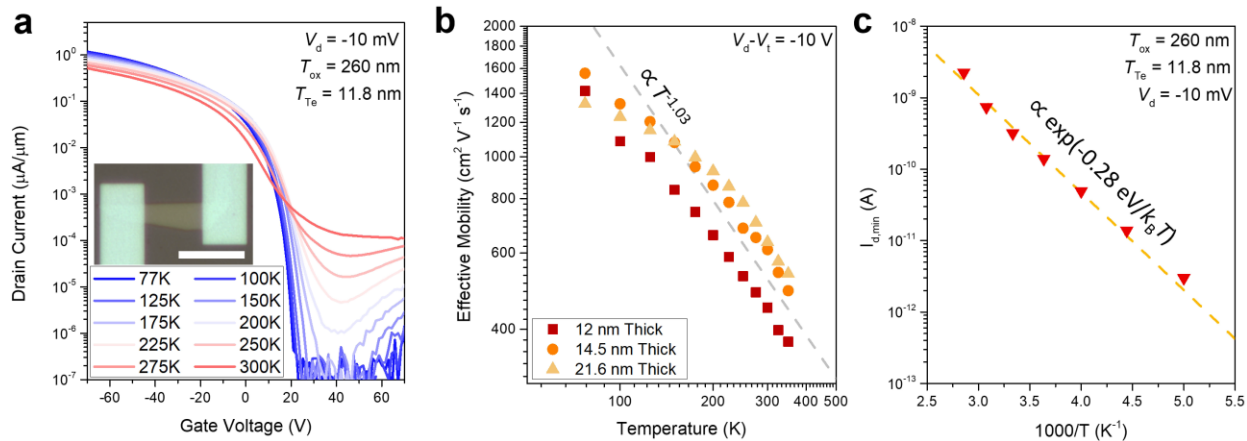 a
V_d = -10 mV
T_ox = 260 nm
T_Te = 11.8 nm
10^0
10^-1
10^-2
10^-3
10^-4
10^-5
10^-6
10^-7
Drain Current (µA/µm)
77K 100K
125K 150K
175K 200K
225K 250K
275K 300K
-60 -40 -20 0 20 40 60
Gate Voltage (V)
b
V_d-V_t = -10 V
∝ T^-1.03
2000
1800
1600
1400
1200
1000
800
600
400
Effective Mobility (cm² V⁻¹ s⁻¹)
12 nm Thick
14.5 nm Thick
21.6 nm Thick
100 200 300 400 500
Temperature (K)
c
T_ox = 260 nm
T_Te = 11.8 nm
V_d = -10 mV
∝ exp(-0.28 eV/k_BT)
10^-8
10^-9
10^-10
10^-11
10^-12
10^-13
I_d,min (A)
2.5 3.0 3.5 4.0 4.5 5.0 5.5
1000/T (K⁻¹)